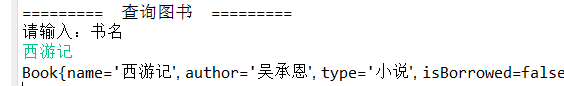 =========  查询图书  =========
请输入：书名
西游记
Book{name='西游记', author='吴承恩', type='小说', isBorrowed=false